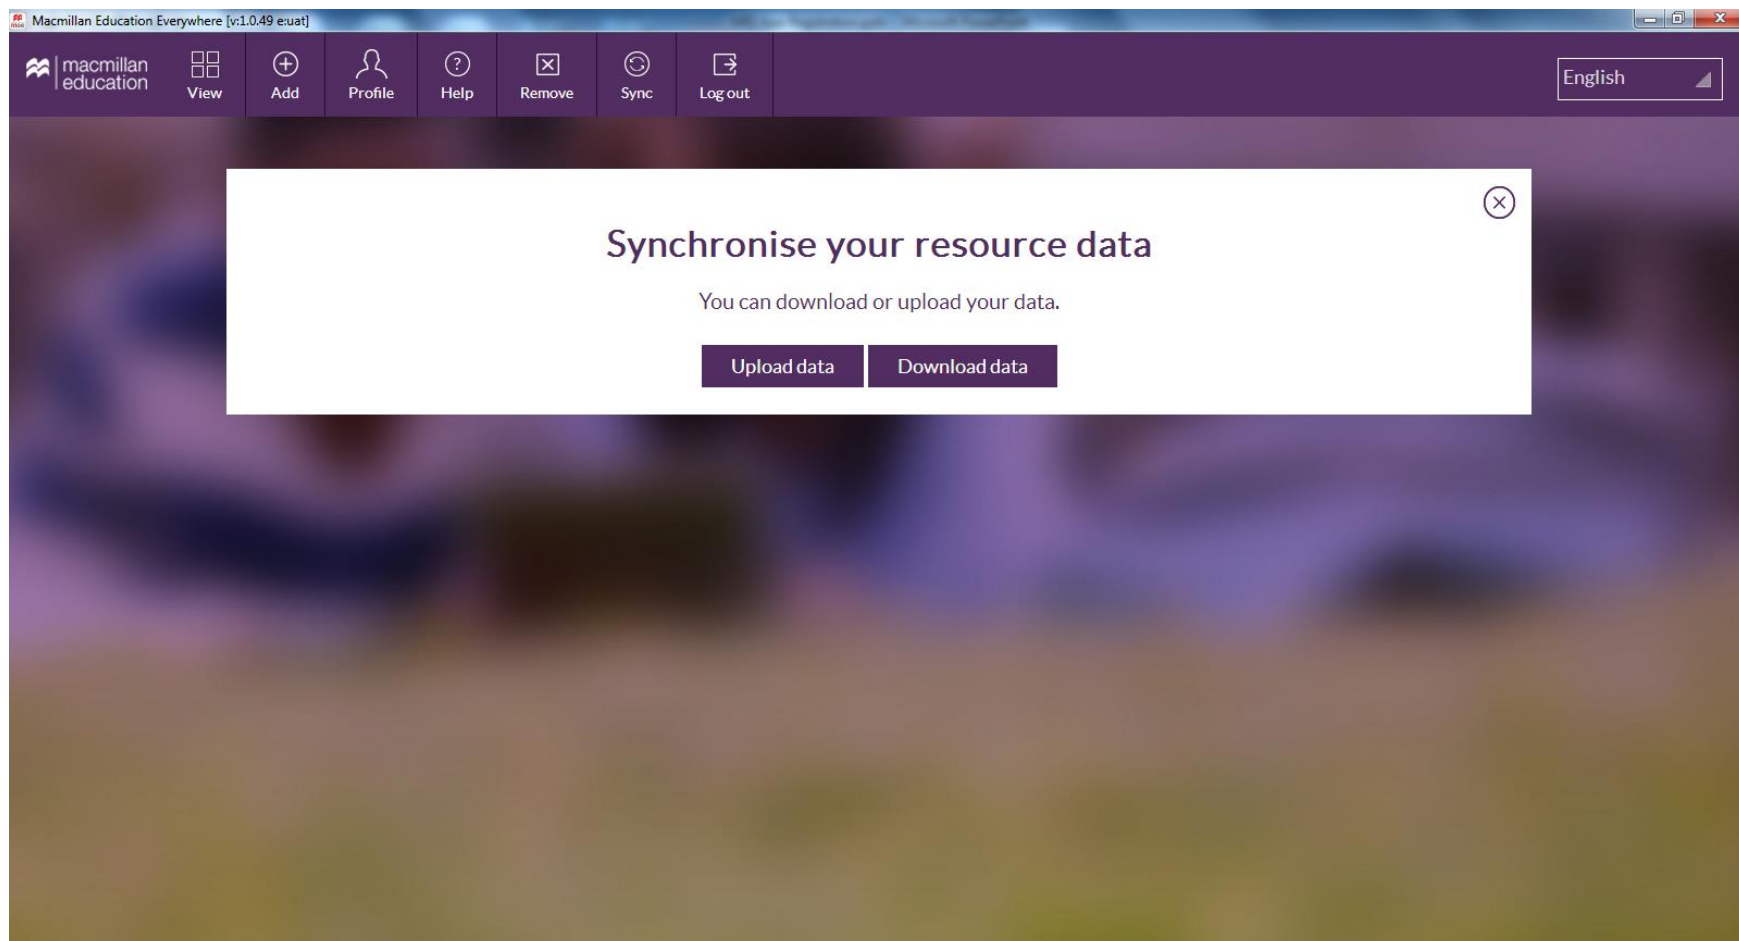 Macmillan Education Everywhere [v:1.0.49 e:uat]
macmillan
education
View
Add
Profile
Help
Remove
Sync
Log out
English
Synchronise your resource data
You can download or upload your data.
Upload data
Download data